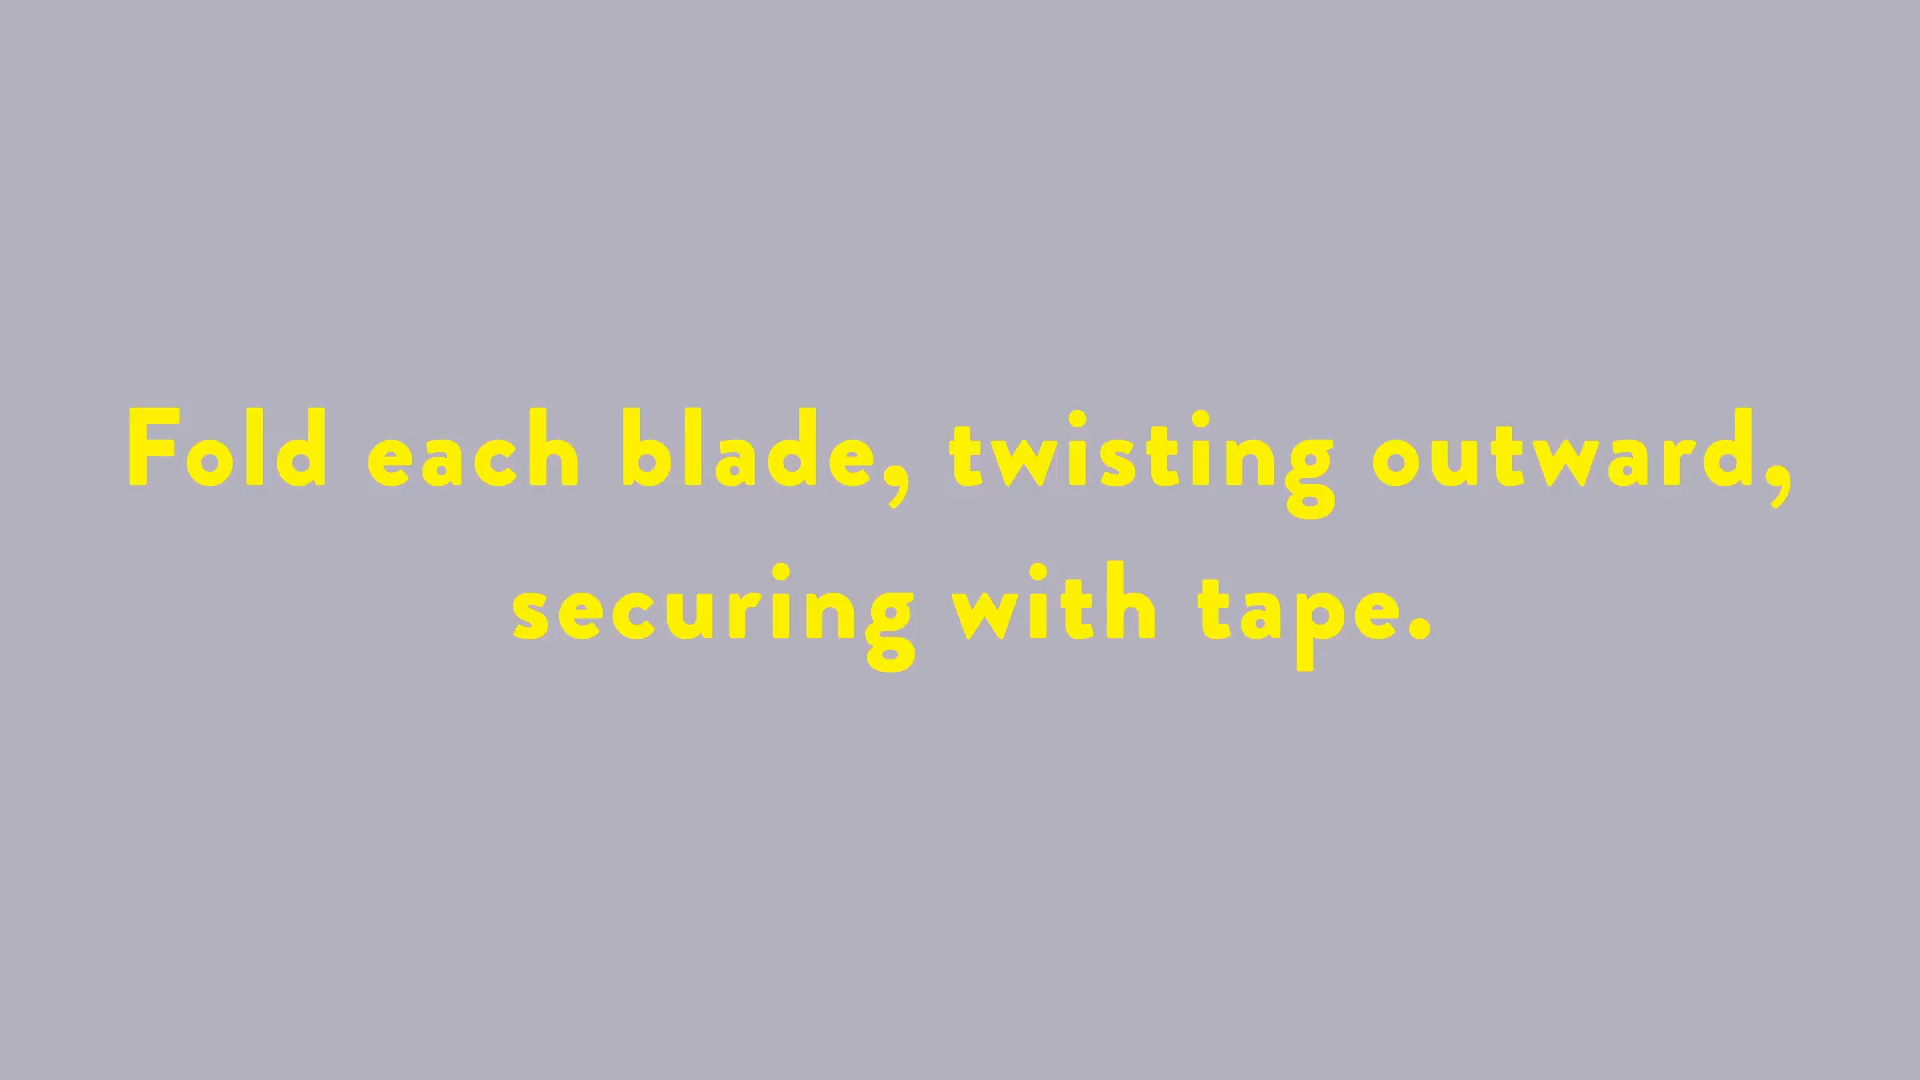 Fold each blade, twisting outward,
securing with tape.